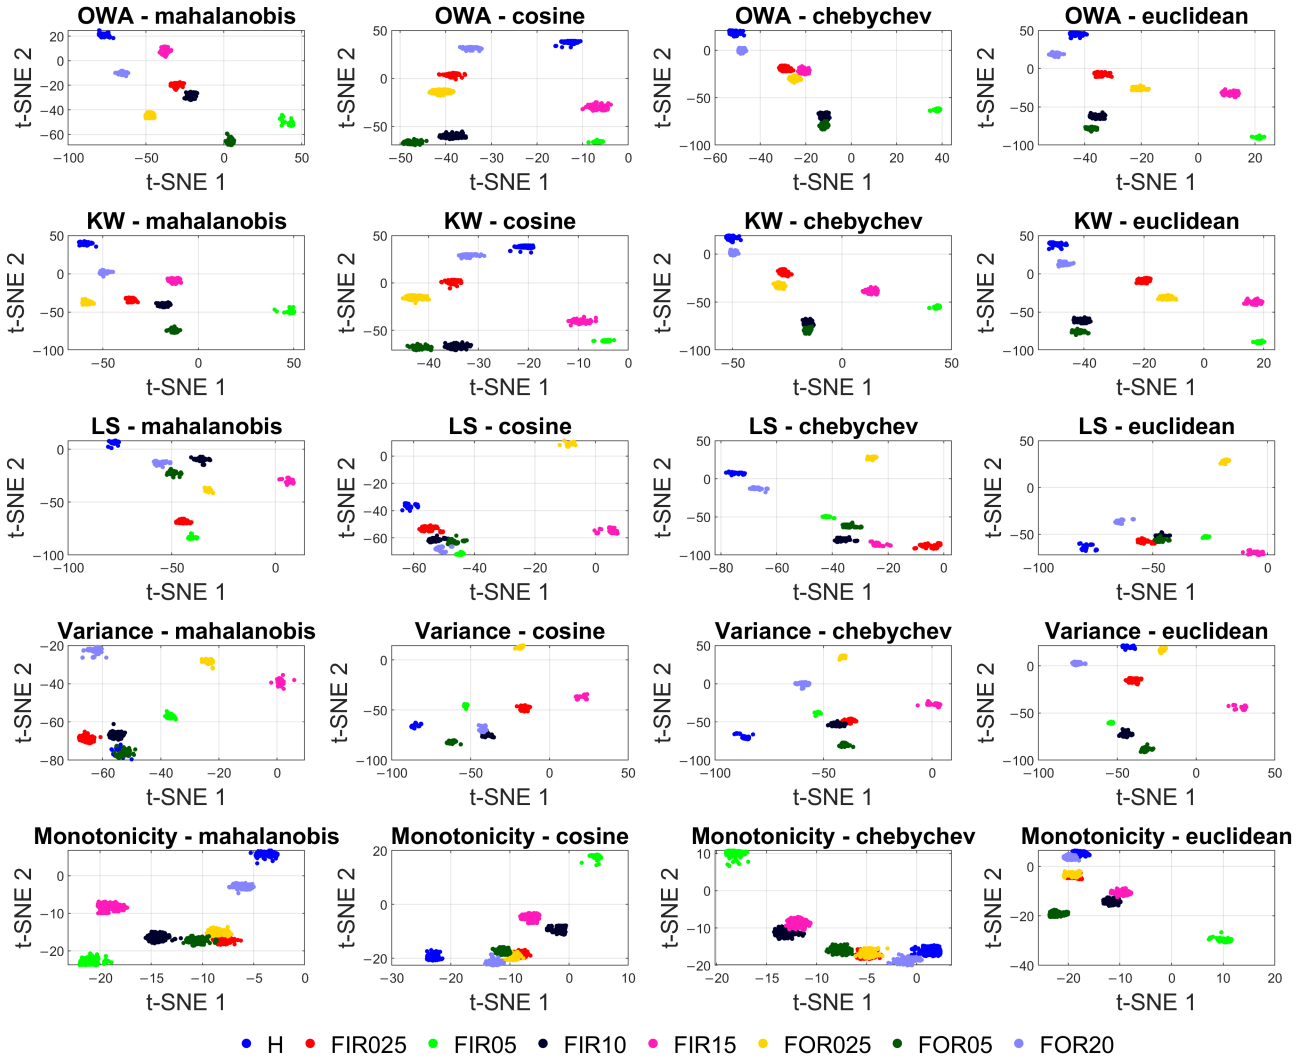 OWA - mahalanobis
OWA - cosine
OWA - chebychev
OWA - euclidean
t-SNE 2
20
0
−20
−40
−60
−100
−50
0
50
t-SNE 1
t-SNE 2
50
0
−50
−50
−40
−30
−20
−10
0
t-SNE 1
t-SNE 2
0
−50
−100
−60
−40
−20
0
20
40
t-SNE 1
t-SNE 2
50
0
−50
−100
−40
−20
0
20
t-SNE 1
KW - mahalanobis
KW - cosine
KW - chebychev
KW - euclidean
t-SNE 2
50
0
−50
−100
−50
0
50
t-SNE 1
t-SNE 2
50
0
−50
−40
−30
−20
−10
0
t-SNE 1
t-SNE 2
0
−50
−100
−50
0
50
t-SNE 1
t-SNE 2
50
0
−50
−100
−40
−20
0
20
t-SNE 1
LS - mahalanobis
LS - cosine
LS - chebychev
LS - euclidean
t-SNE 2
0
−50
−100
−100
−50
0
t-SNE 1
t-SNE 2
0
−20
−40
−60
−60
−40
−20
0
t-SNE 1
t-SNE 2
50
0
−50
−100
−80
−60
−40
−20
0
t-SNE 1
t-SNE 2
0
−50
−100
−50
0
t-SNE 1
Variance - mahalanobis
Variance - cosine
Variance - chebychev
Variance - euclidean
t-SNE 2
−20
−40
−60
−80
−60
−40
−20
0
t-SNE 1
t-SNE 2
0
−50
−100
−100
−50
0
50
t-SNE 1
t-SNE 2
50
0
−50
−100
−100
−50
0
t-SNE 1
t-SNE 2
0
−50
−100
−100
−50
0
50
t-SNE 1
Monotonicity - mahalanobis
Monotonicity - cosine
Monotonicity - chebychev
Monotonicity - euclidean
t-SNE 2
0
−10
−20
−20
−15
−10
−5
0
t-SNE 1
t-SNE 2
20
0
−20
−30
−20
−10
0
10
t-SNE 1
t-SNE 2
10
0
−10
−20
−20
−15
−10
−5
0
t-SNE 1
t-SNE 2
0
−20
−40
−20
−10
0
10
20
t-SNE 1
H FIR025 FIR05 FIR10 FIR15 FOR025 FOR05 FOR20